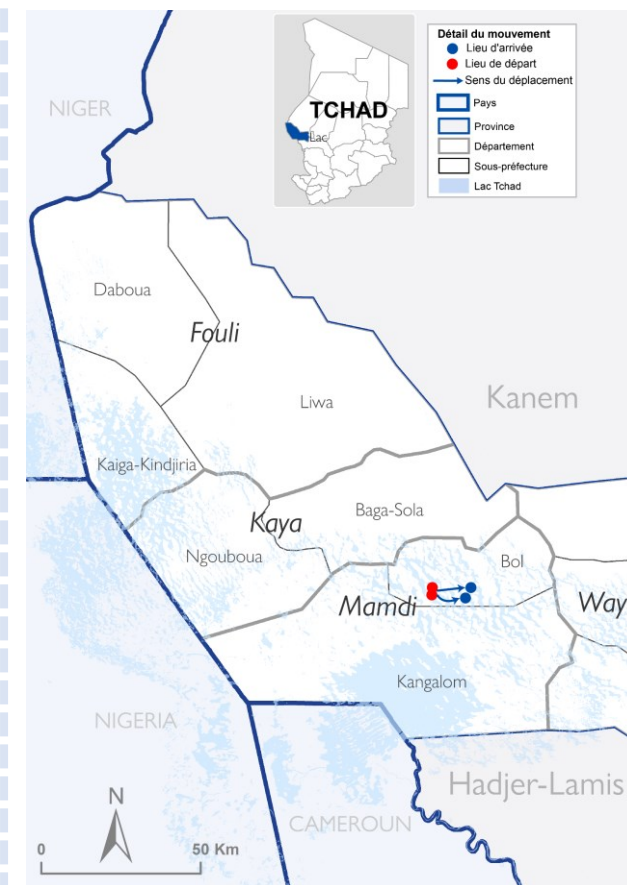 Détail du mouvement
Lieu d'arrivée
Lieu de départ
Sens du déplacement
Pays
Province
Département
Sous-préfecture
Lac Tchad
TCHAD
Lac
NIGER
Daboua
Fouli
Liwa
Kanem
Kaiga-Kindjiria
Baga-Sola
Kaya
Ngouboua
Bol
Mamdi
Way
Kangalom
NIGERIA
Hadjer-Lamis
CAMEROUN
N
0 50 Km